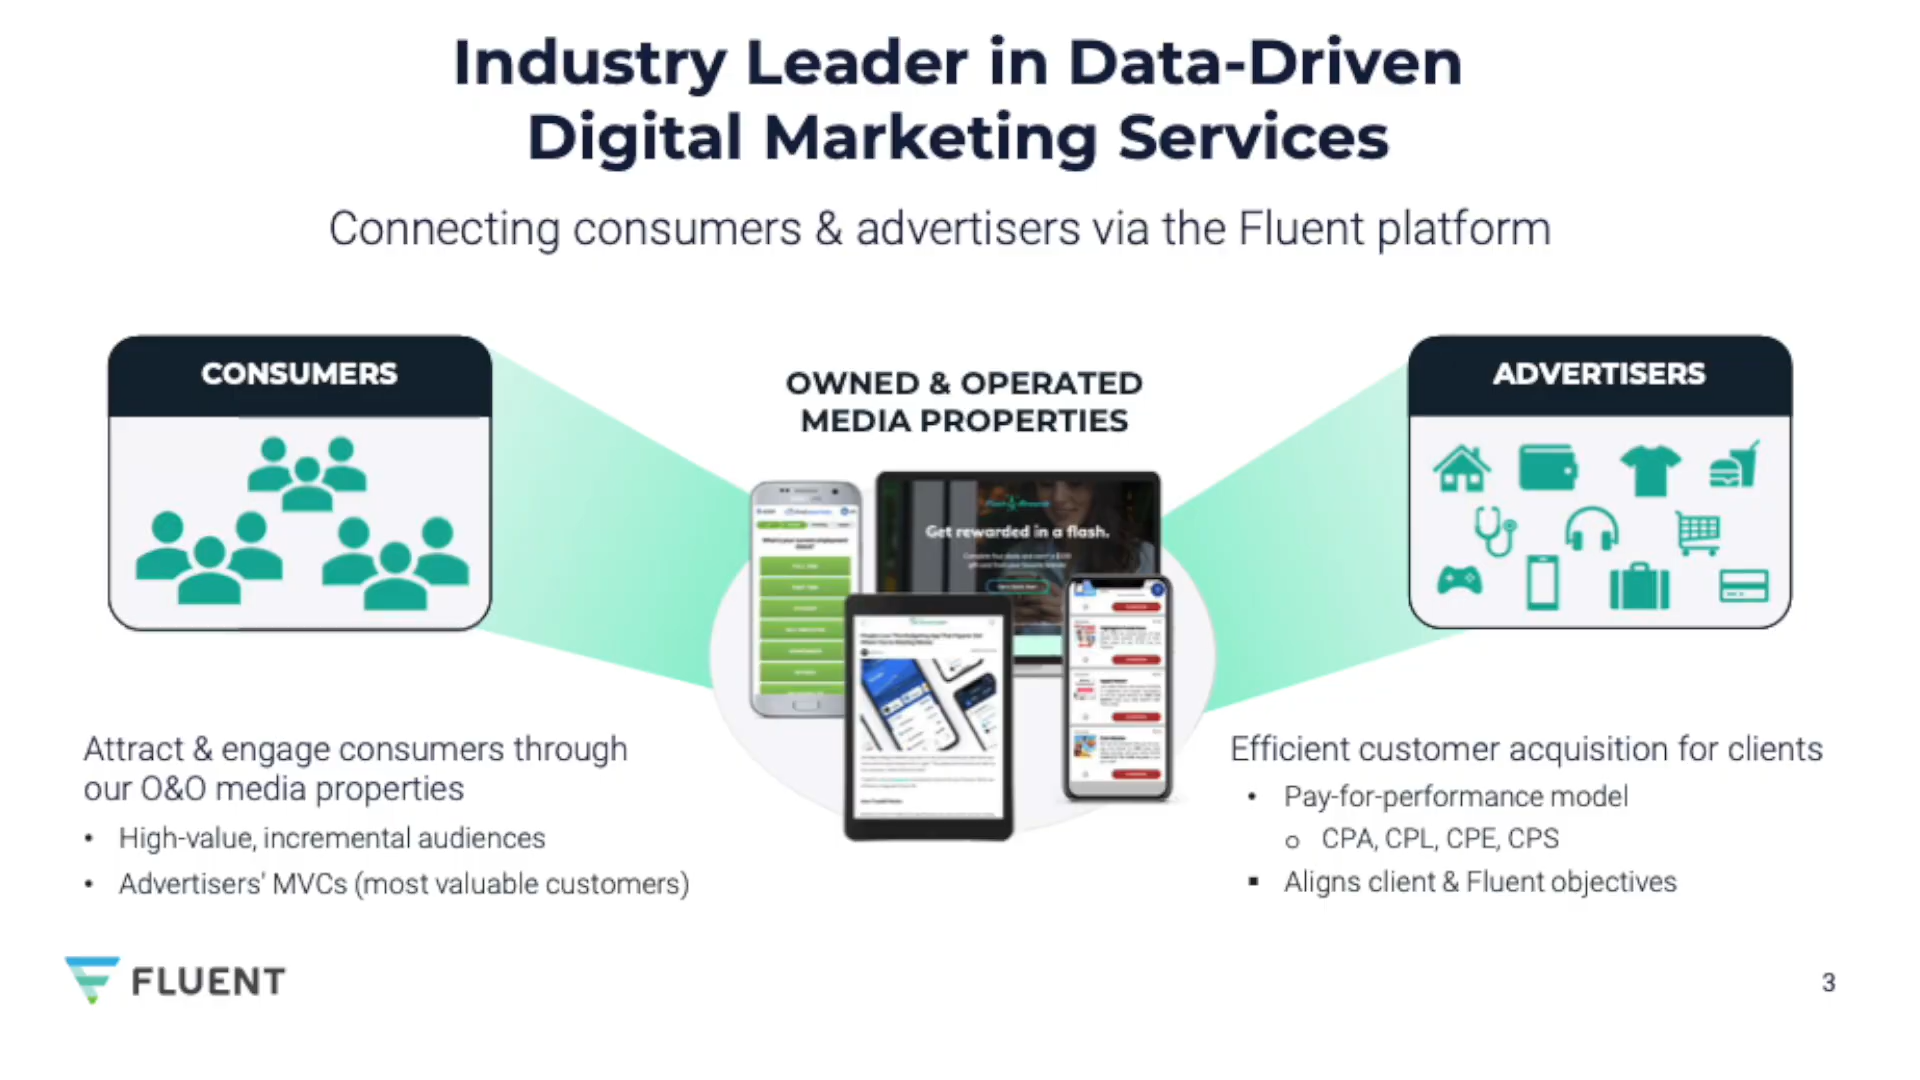 Industry Leader in Data-Driven
Digital Marketing Services
Connecting consumers & advertisers via the Fluent platform
CONSUMERS
OWNED & OPERATED
MEDIA PROPERTIES
ADVERTISERS
Get rewarded in a flash.
Attract & engage consumers through
our O&O media properties
• High-value, incremental audiences
• Advertisers' MVCs (most valuable customers)
Efficient customer acquisition for clients
• Pay-for-performance model
o CPA, CPL, CPE, CPS
▪ Aligns client & Fluent objectives
FLUENT
3